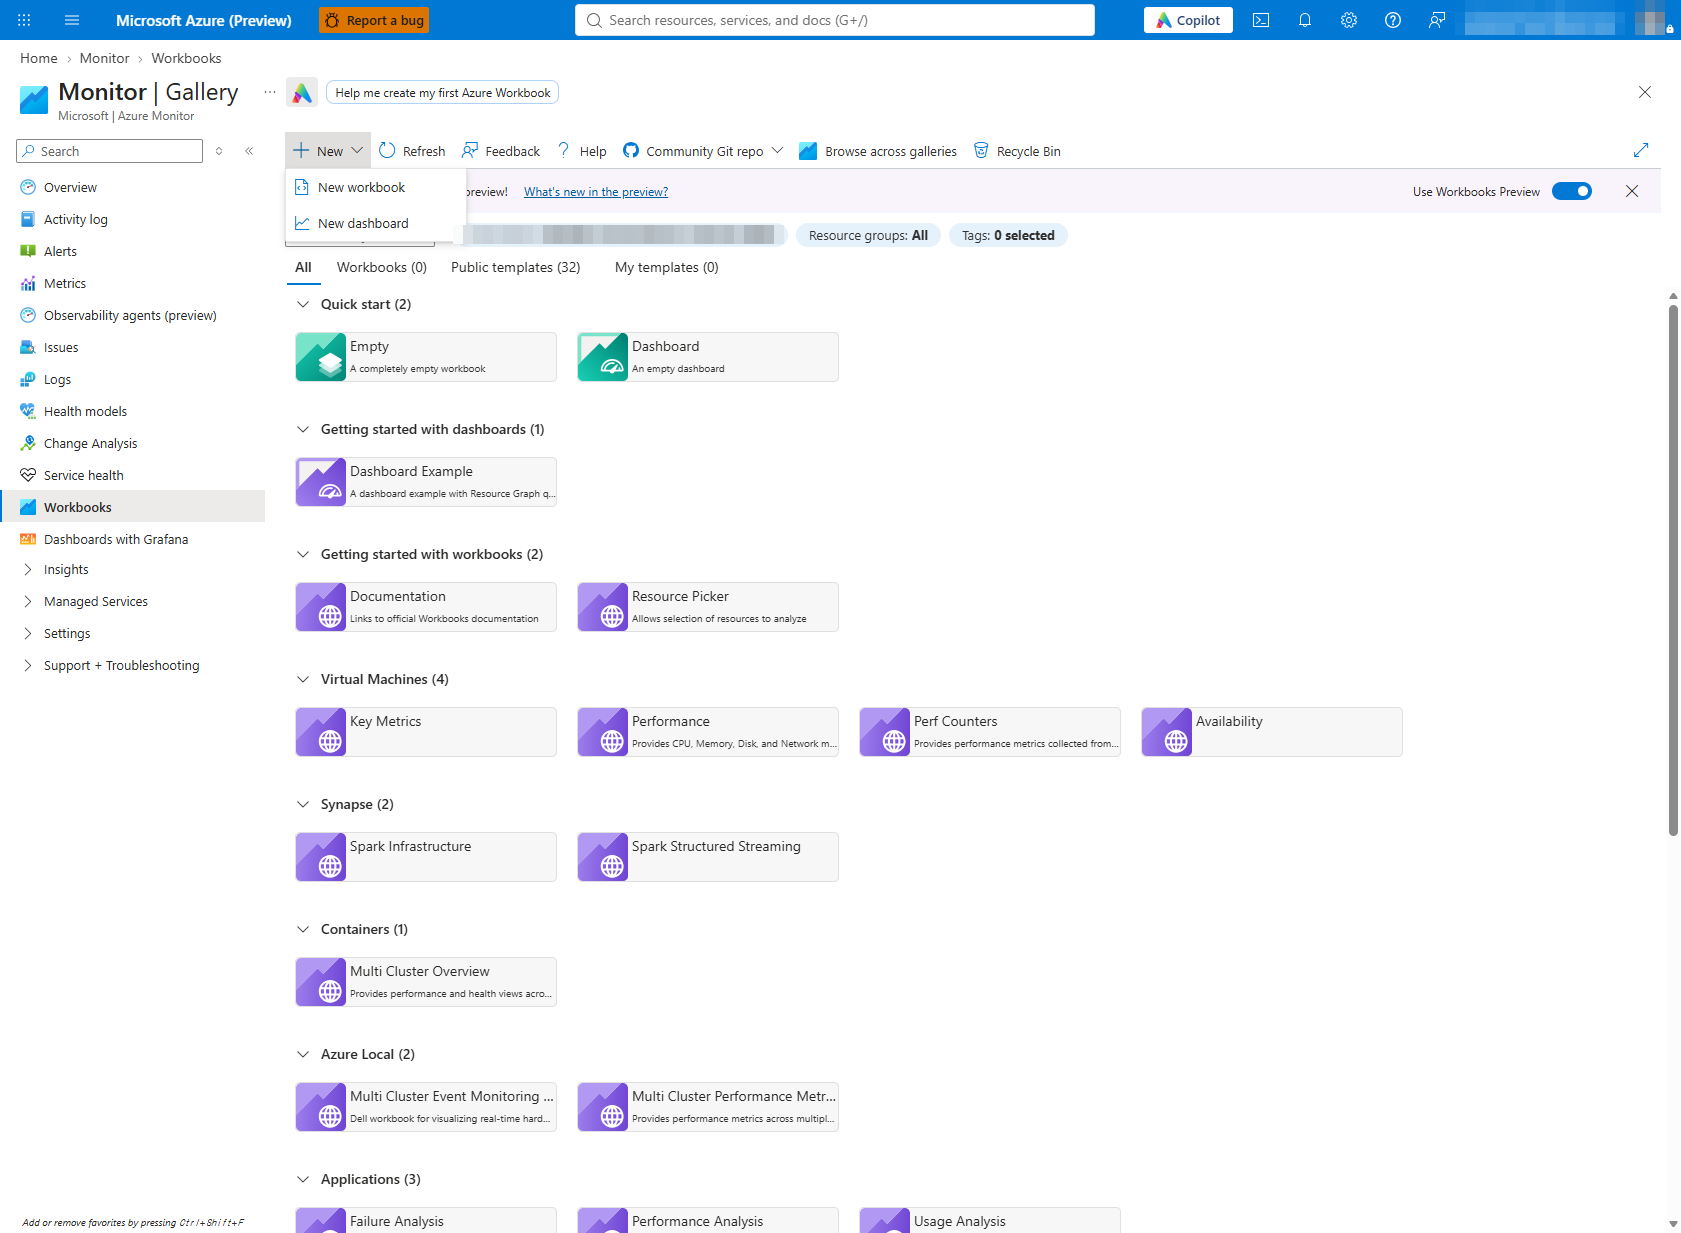 Microsoft Azure (Preview)
Report a bug
Search resources, services, and docs (G+/)
Copilot
Home > Monitor > Workbooks
Monitor | Gallery
...
Microsoft | Azure Monitor
Help me create my first Azure Workbook
Search
Overview
Activity log
Alerts
Metrics
Observability agents (preview)
Issues
Logs
Health models
Change Analysis
Service health
Workbooks
Dashboards with Grafana
Insights
Managed Services
Settings
Support + Troubleshooting
Add or remove favorites by pressing Ctrl+Shift+F
New
Refresh
Feedback
Help
Community Git repo
Browse across galleries
Recycle Bin
New workbook
New dashboard
preview!
What's new in the preview?
Use Workbooks Preview
Resource groups: All
Tags: 0 selected
All
Workbooks (0)
Public templates (32)
My templates (0)
Quick start (2)
Empty
A completely empty workbook
Dashboard
An empty dashboard
Getting started with dashboards (1)
Dashboard Example
A dashboard example with Resource Graph q...
Getting started with workbooks (2)
Documentation
Links to official Workbooks documentation
Resource Picker
Allows selection of resources to analyze
Virtual Machines (4)
Key Metrics
Performance
Provides CPU, Memory, Disk, and Network m...
Perf Counters
Provides performance metrics collected from...
Availability
Synapse (2)
Spark Infrastructure
Spark Structured Streaming
Containers (1)
Multi Cluster Overview
Provides performance and health views acro...
Azure Local (2)
Multi Cluster Event Monitoring ...
Dell workbook for visualizing real-time hard...
Multi Cluster Performance Metr...
Provides performance metrics across multipl...
Applications (3)
Failure Analysis
Performance Analysis
Usage Analysis